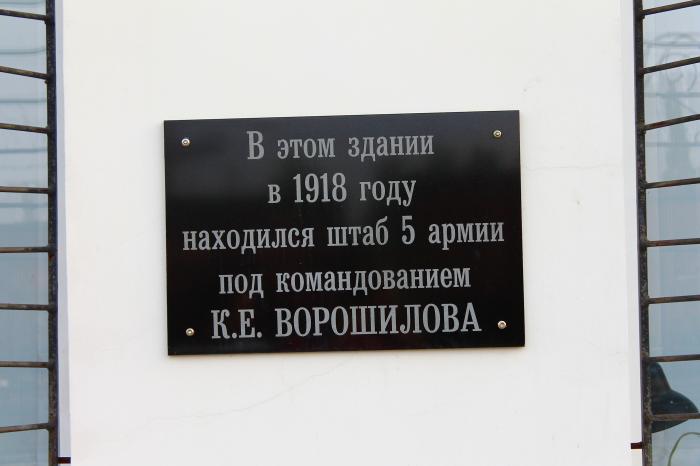 В этом здании
в 1918 году
находился штаб 5 армии
под командованием
К.Е. ВОРОШИЛОВА